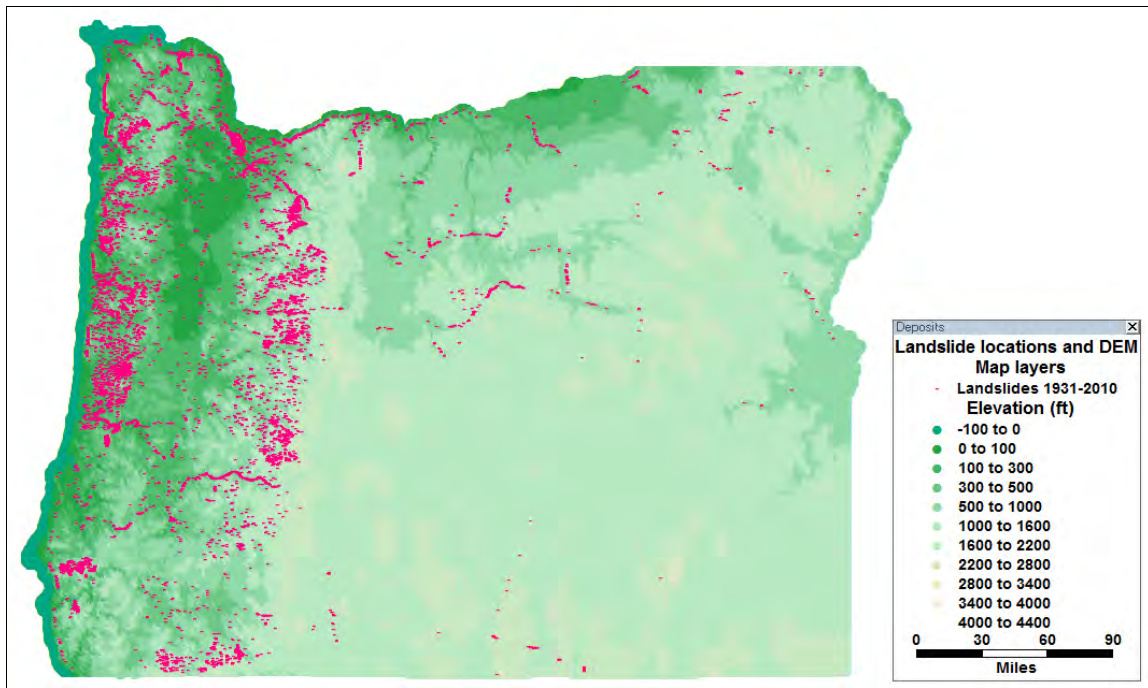 Deposits X
Landslide locations and DEM
Map layers
Landslides 1931-2010
Elevation (ft)
-100 to 0
0 to 100
100 to 300
300 to 500
500 to 1000
1000 to 1600
1600 to 2200
2200 to 2800
2800 to 3400
3400 to 4000
4000 to 4400
0 30 60 90
Miles